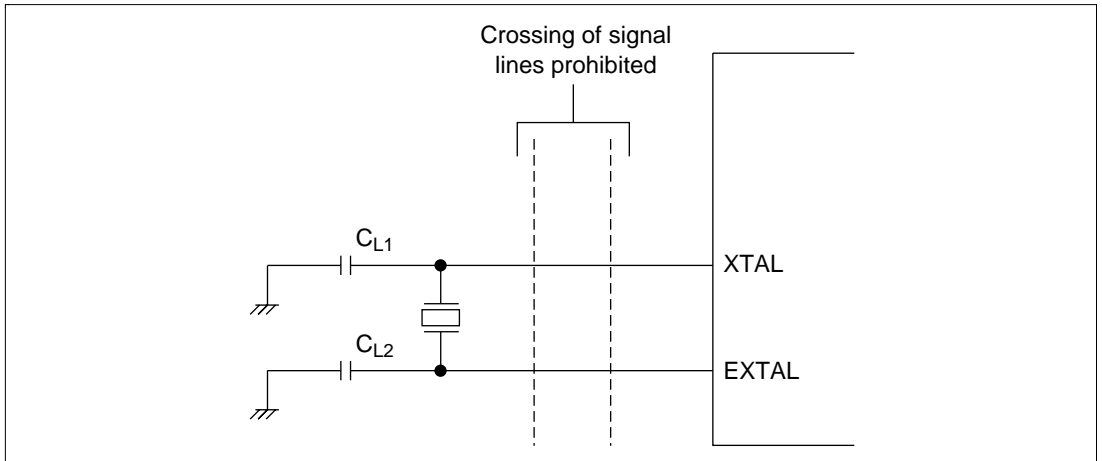 Crossing of signal
lines prohibited
CL1
XTAL
CL2
EXTAL